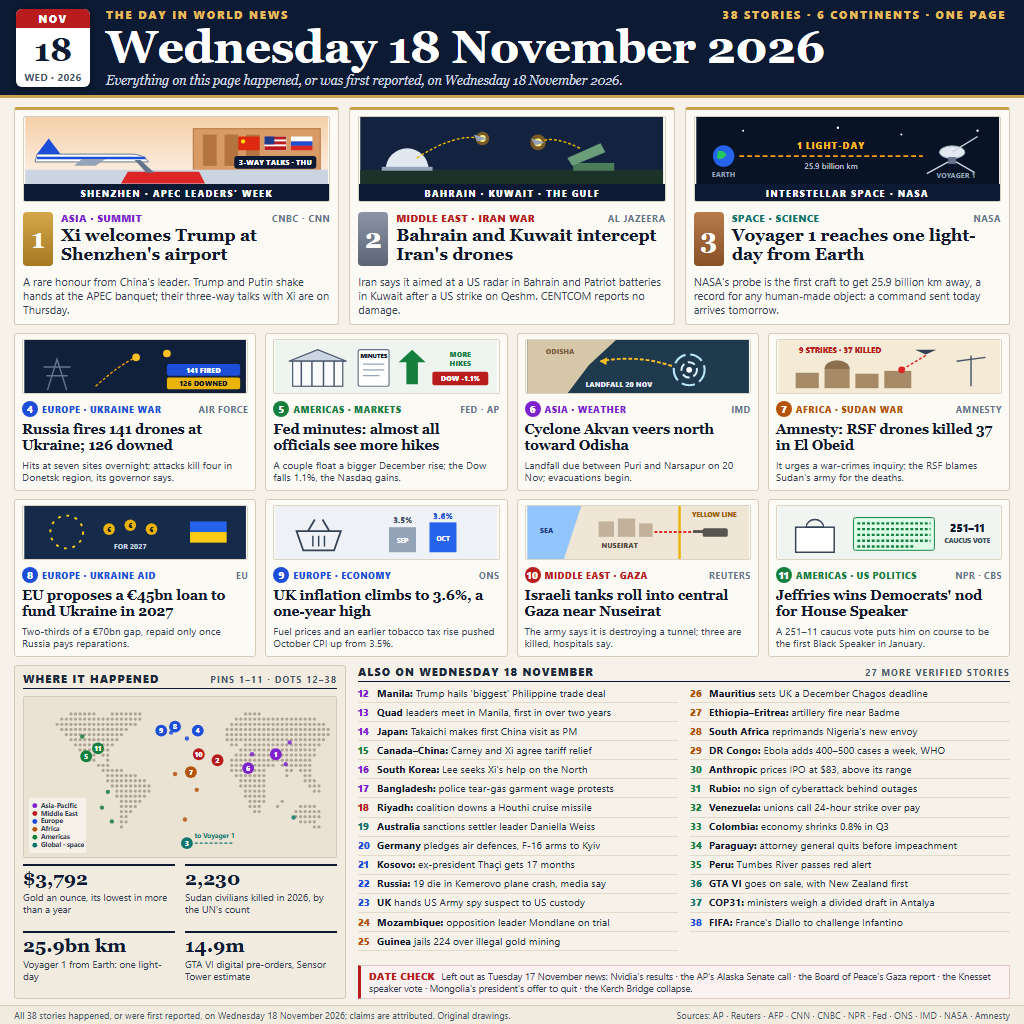 NOV
18
WED · 2026
THE DAY IN WORLD NEWS
38 STORIES · 6 CONTINENTS · ONE PAGE
Wednesday 18 November 2026
Everything on this page happened, or was first reported, on Wednesday 18 November 2026.
3-WAY TALKS · THU
SHENZHEN · APEC LEADERS' WEEK
1
ASIA · SUMMIT
CNBC · CNN
Xi welcomes Trump at
Shenzhen's airport
A rare honour from China's leader. Trump and Putin shake
hands at the APEC banquet; their three-way talks with Xi are on
Thursday.
BAHRAIN · KUWAIT · THE GULF
2
MIDDLE EAST · IRAN WAR
AL JAZEERA
Bahrain and Kuwait intercept
Iran's drones
Iran says it aimed at a US radar in Bahrain and Patriot batteries
in Kuwait after a US strike on Qeshm. CENTCOM reports no
damage.
1 LIGHT-DAY
25.9 billion km
EARTH
VOYAGER 1
INTERSTELLAR SPACE · NASA
3
SPACE · SCIENCE
NASA
Voyager 1 reaches one light-
day from Earth
NASA's probe is the first craft to get 25.9 billion km away, a
record for any human-made object: a command sent today
arrives tomorrow.
141 FIRED
126 DOWNED
4
EUROPE · UKRAINE WAR
AIR FORCE
Russia fires 141 drones at
Ukraine; 126 downed
Hits at seven sites overnight; attacks kill four in
Donetsk region, its governor says.
MINUTES
MORE
HIKES
DOW -1.1%
5
AMERICAS · MARKETS
FED · AP
Fed minutes: almost all
officials see more hikes
A couple float a bigger December rise; the Dow
falls 1.1%, the Nasdaq gains.
ODISHA
LANDFALL 20 NOV
6
ASIA · WEATHER
IMD
Cyclone Akvan veers north
toward Odisha
Landfall due between Puri and Narsapur on 20
Nov; evacuations begin.
9 STRIKES · 37 KILLED
7
AFRICA · SUDAN WAR
AMNESTY
Amnesty: RSF drones killed 37
in El Obeid
It urges a war-crimes inquiry; the RSF blames
Sudan's army for the deaths.
€
€
€
FOR 2027
8
EUROPE · UKRAINE AID
EU
EU proposes a €45bn loan to
fund Ukraine in 2027
Two-thirds of a €70bn gap, repaid only once
Russia pays reparations.
3.5%
3.6%
SEP
OCT
9
EUROPE · ECONOMY
ONS
UK inflation climbs to 3.6%, a
one-year high
Fuel prices and an earlier tobacco tax rise pushed
October CPI up from 3.5%.
SEA
YELLOW LINE
NUSEIRAT
10
MIDDLE EAST · GAZA
REUTERS
Israeli tanks roll into central
Gaza near Nuseirat
The army says it is destroying a tunnel; three are
killed, hospitals say.
251–11
CAUCUS VOTE
11
AMERICAS · US POLITICS
NPR · CBS
Jeffries wins Democrats' nod
for House Speaker
A 251–11 caucus vote puts him on course to be
the first Black Speaker in January.
WHERE IT HAPPENED
PINS 1–11 · DOTS 12–38
9
8
4
11
5
10
2
1
7
6
Asia-Pacific
Middle East
Europe
Africa
Americas
Global · space
to Voyager 1
3
$3,792
Gold an ounce, its lowest in more
than a year
2,230
Sudan civilians killed in 2026, by
the UN's count
25.9bn km
Voyager 1 from Earth: one light-
day
14.9m
GTA VI digital pre-orders, Sensor
Tower estimate
ALSO ON WEDNESDAY 18 NOVEMBER
27 MORE VERIFIED STORIES
12 Manila: Trump hails 'biggest' Philippine trade deal
13 Quad leaders meet in Manila, first in over two years
14 Japan: Takaichi makes first China visit as PM
15 Canada–China: Carney and Xi agree tariff relief
16 South Korea: Lee seeks Xi's help on the North
17 Bangladesh: police tear-gas garment wage protests
18 Riyadh: coalition downs a Houthi cruise missile
19 Australia sanctions settler leader Daniella Weiss
20 Germany pledges air defences, F-16 arms to Kyiv
21 Kosovo: ex-president Thaçi gets 17 months
22 Russia: 19 die in Kemerovo plane crash, media say
23 UK hands US Army spy suspect to US custody
24 Mozambique: opposition leader Mondlane on trial
25 Guinea jails 224 over illegal gold mining
26 Mauritius sets UK a December Chagos deadline
27 Ethiopia–Eritrea: artillery fire near Badme
28 South Africa reprimands Nigeria's new envoy
29 DR Congo: Ebola adds 400–500 cases a week, WHO
30 Anthropic prices IPO at $83, above its range
31 Rubio: no sign of cyberattack behind outages
32 Venezuela: unions call 24-hour strike over pay
33 Colombia: economy shrinks 0.8% in Q3
34 Paraguay: attorney general quits before impeachment
35 Peru: Tumbes River passes red alert
36 GTA VI goes on sale, with New Zealand first
37 COP31: ministers weigh a divided draft in Antalya
38 FIFA: France's Diallo to challenge Infantino
DATE CHECK Left out as Tuesday 17 November news: Nvidia's results · the AP's Alaska Senate call · the Board of Peace's Gaza report · the Knesset
speaker vote · Mongolia's president's offer to quit · the Kerch Bridge collapse.
All 38 stories happened, or were first reported, on Wednesday 18 November 2026; claims are attributed. Original drawings.
Sources: AP · Reuters · AFP · CNN · CNBC · NPR · Fed · ONS · IMD · NASA · Amnesty